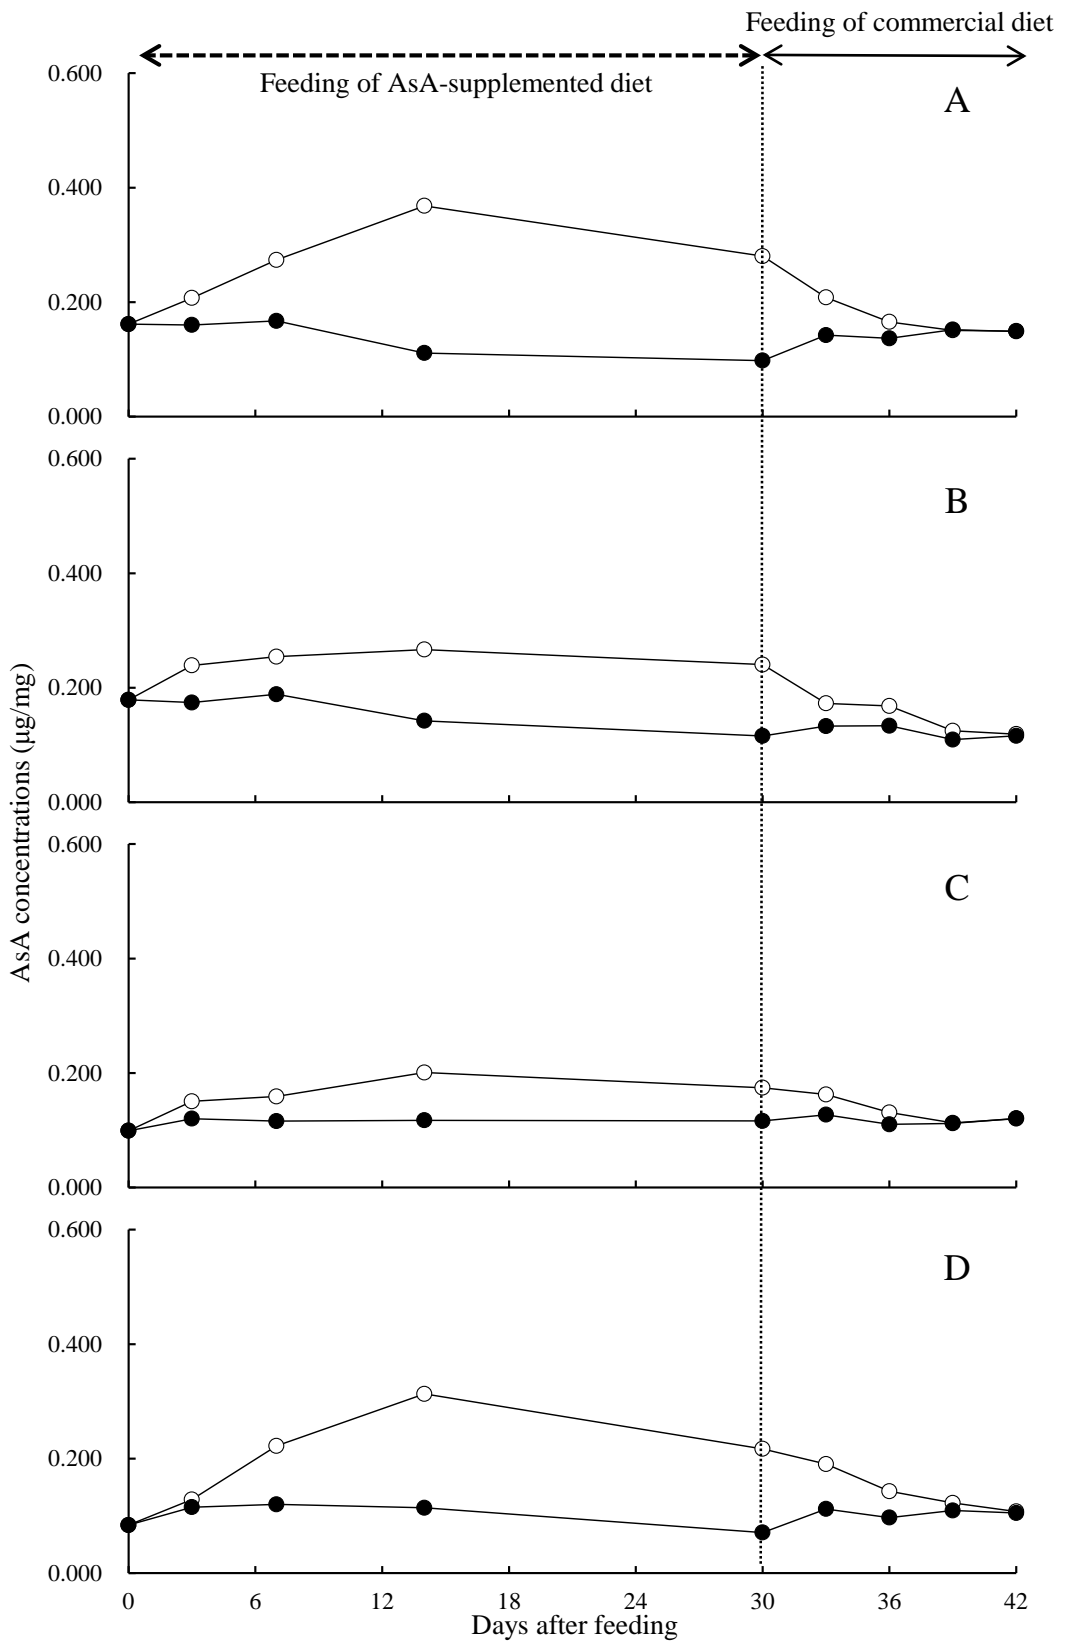 Feeding of commercial diet
Feeding of AsA-supplemented diet
0.600
A
0.400
0.200
0.000
0.600
B
0.400
0.200
0.000
AsA concentrations (μg/mg)
0.600
C
0.400
0.200
0.000
0.600
D
0.400
0.200
0.000
0 6 12 18 24 30 36 42
Days after feeding